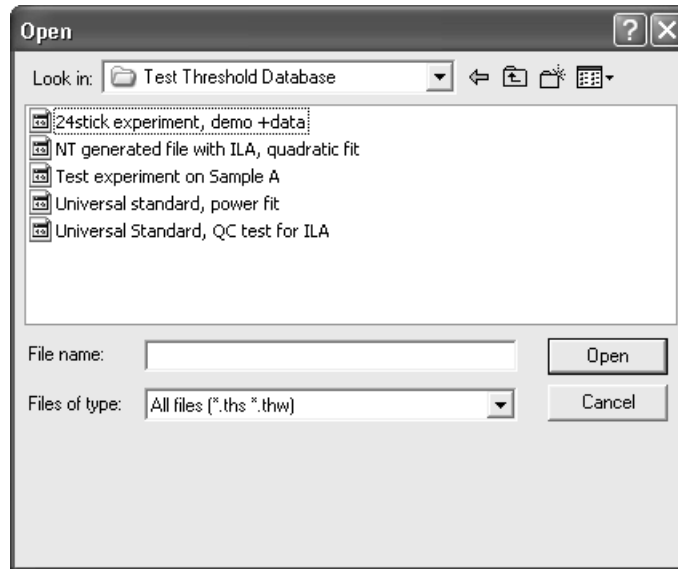 Open
Look in: Test Threshold Database
24stick experiment, demo +data
NT generated file with ILA, quadratic fit
Test experiment on Sample A
Universal standard, power fit
Universal Standard, QC test for ILA
File name: Open
Files of type: All files (*.ths *.thw) Cancel